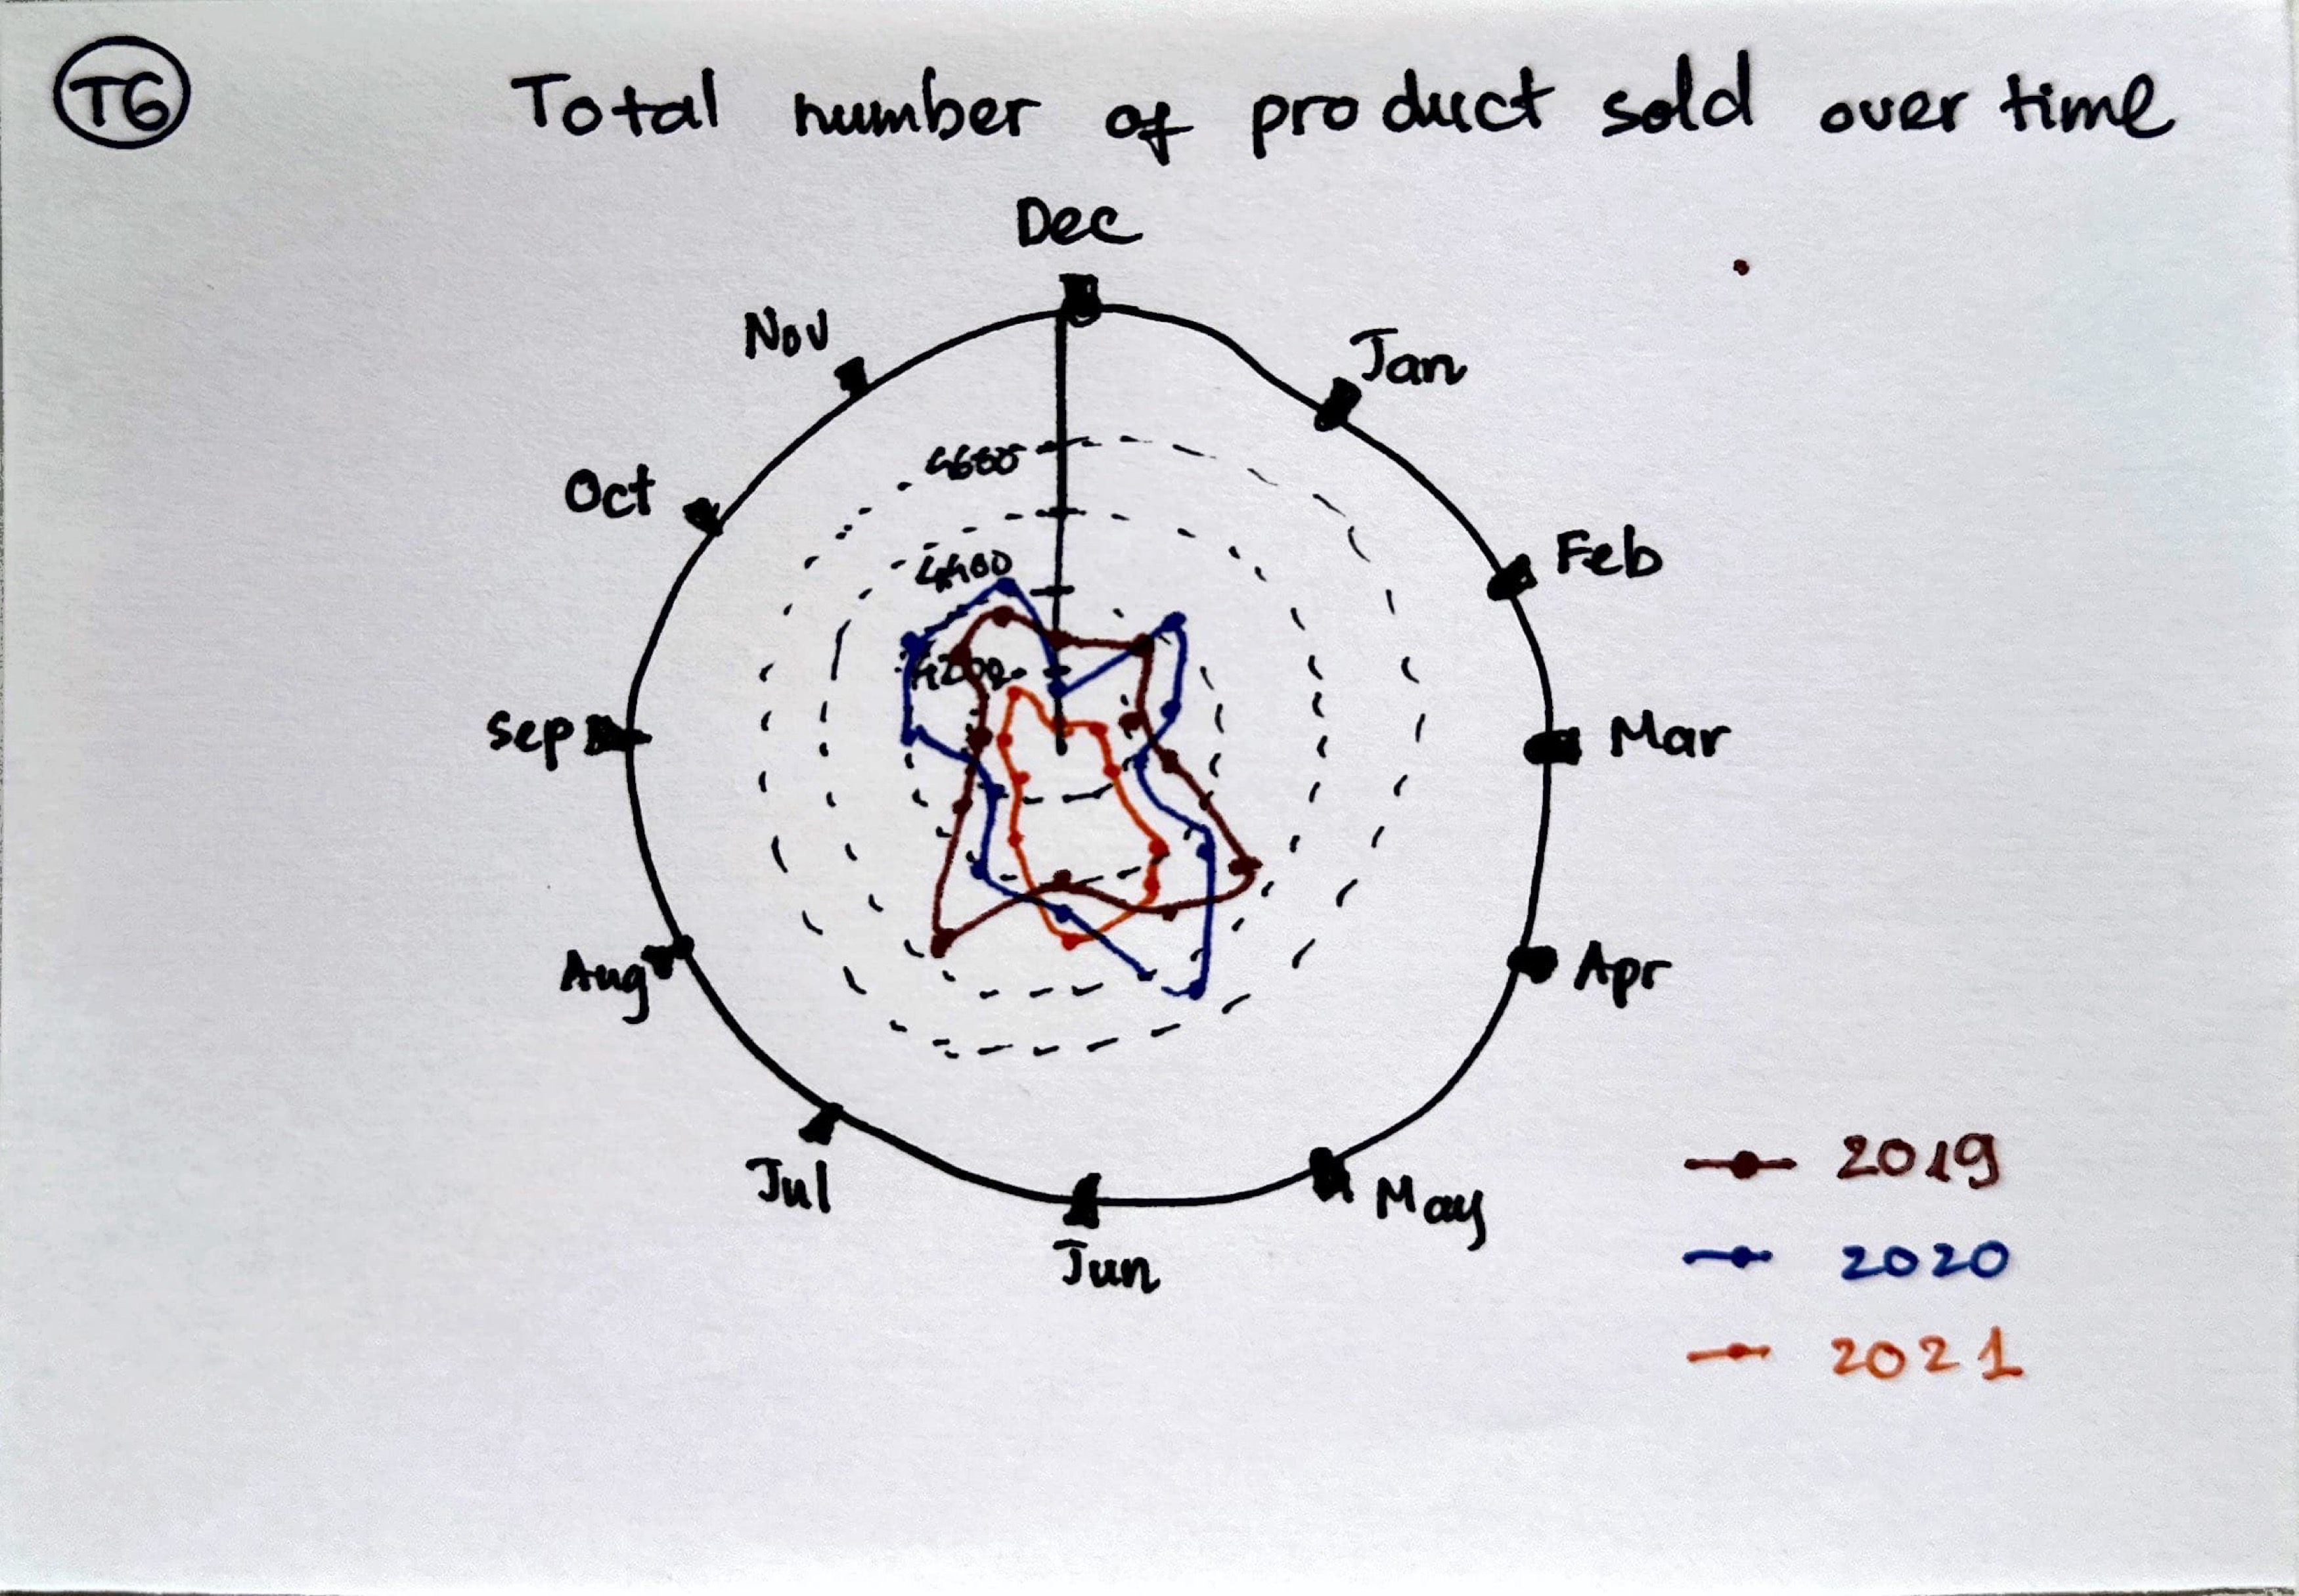 T6
Total number of product sold over time
Dec
Nov
Jan
Oct
4600
Feb
4400
4200
Sep
Mar
Aug
Apr
Jul
May
Jun
2019
2020
2021